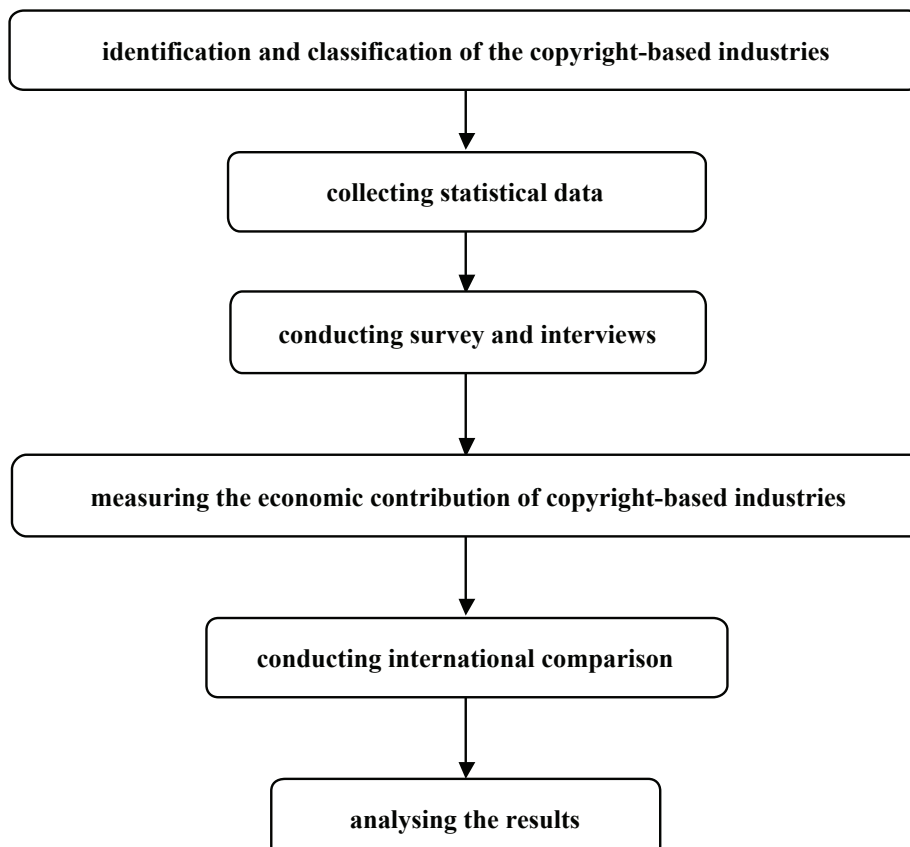 identification and classification of the copyright-based industries
collecting statistical data
conducting survey and interviews
measuring the economic contribution of copyright-based industries
conducting international comparison
analysing the results